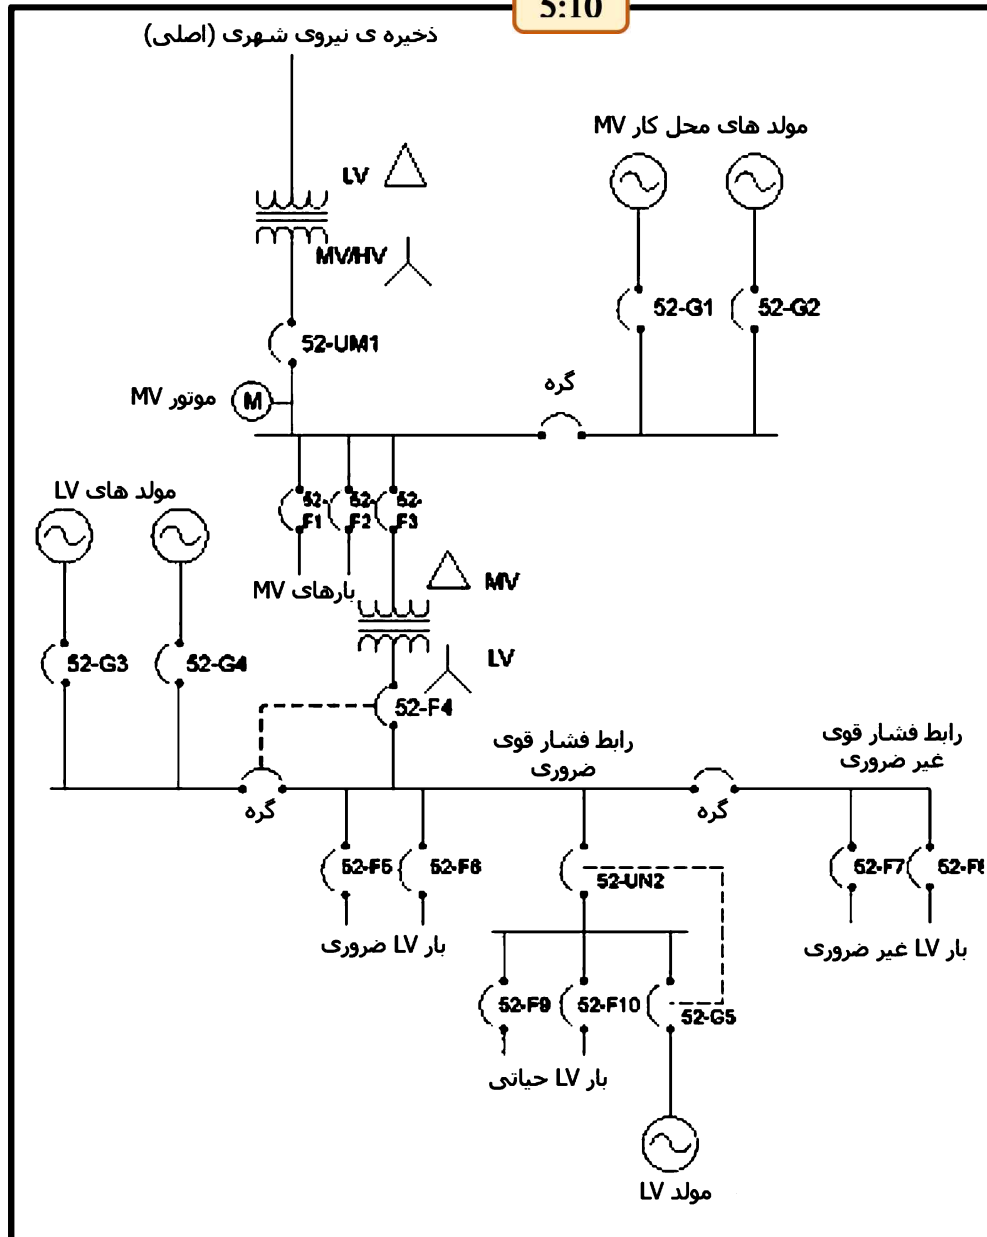 5:10
ذخیره ی نیروی شهری (اصلی)
مولد های محل کار MV
LV
MV/HV
52-G1
52-G2
52-UM1
موتور MV
M
گره
مولد های LV
52-F1
52-F2
52-F3
بارهای MV
MV
LV
52-G3
52-G4
52-F4
رابط فشار قوی
ضروری
رابط فشار قوی
غیر ضروری
گره
گره
52-F5
52-F6
52-UN2
52-F7
بار LV ضروری
بار LV غیر ضروری
52-F9
52-F10
52-G5
بار LV حیاتی
مولد LV